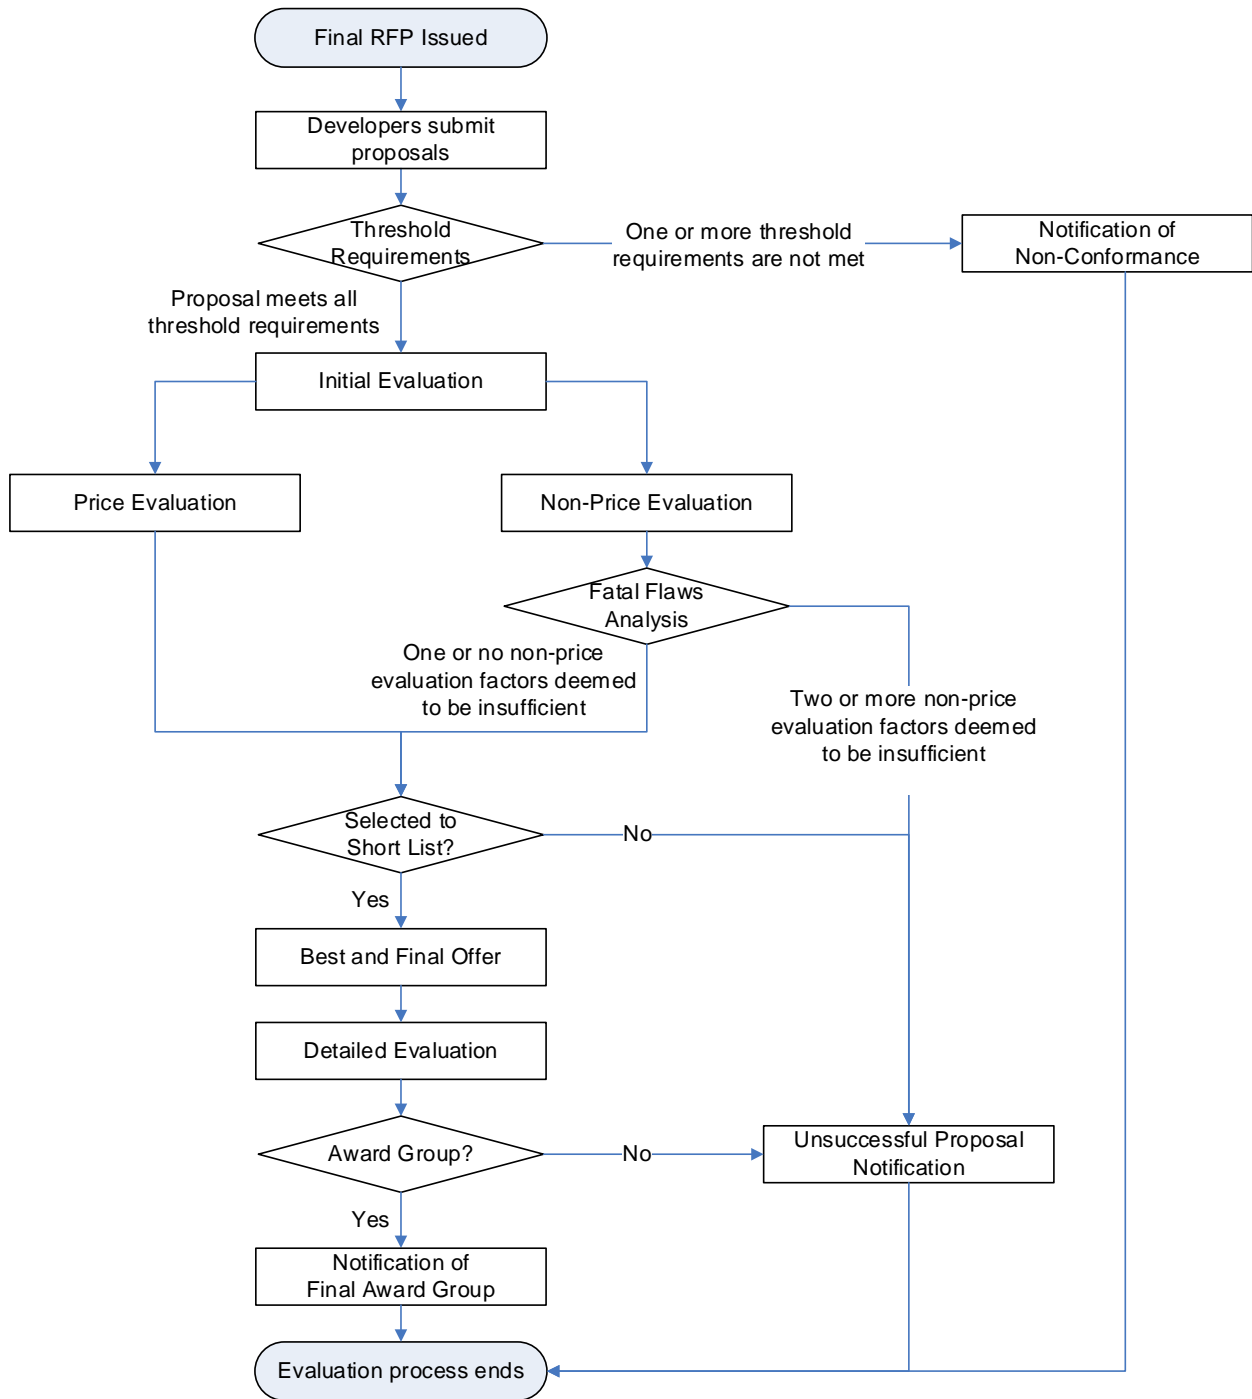 Final RFP Issued
Developers submit
proposals
Threshold
Requirements
One or more threshold
requirements are not met
Notification of
Non-Conformance
Proposal meets all
threshold requirements
Initial Evaluation
Price Evaluation
Non-Price Evaluation
Fatal Flaws
Analysis
One or no non-price
evaluation factors deemed
to be insufficient
Two or more non-price
evaluation factors deemed
to be insufficient
Selected to
Short List?
No
Yes
Best and Final Offer
Detailed Evaluation
Award Group?
No
Unsuccessful Proposal
Notification
Yes
Notification of
Final Award Group
Evaluation process ends